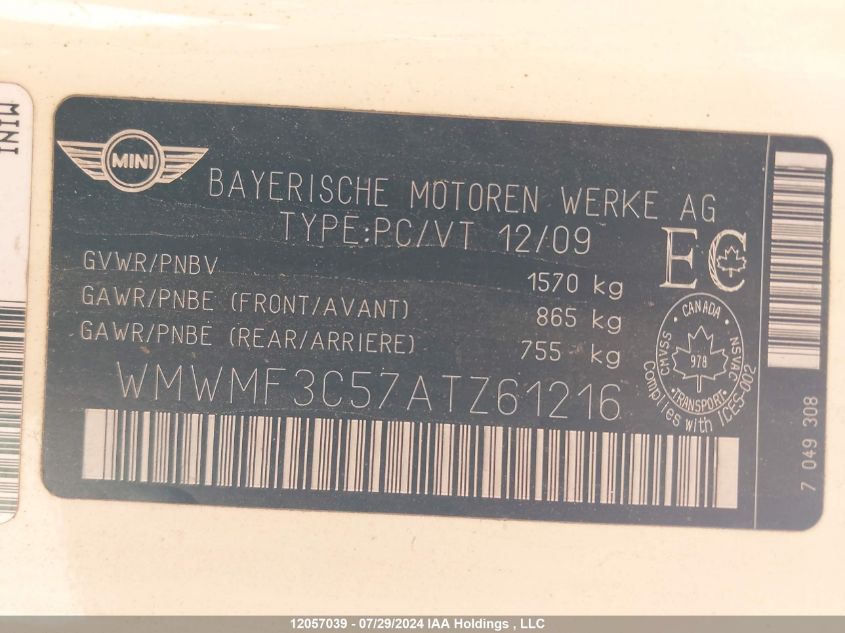 MINI
MINI
BAYERISCHE MOTOREN WERKE AG
TYPE:PC/VT 12/09
EC
GVWR/PNBV 1570 kg
GAWR/PNBE (FRONT/AVANT) 865 kg
GAWR/PNBE (REAR/ARRIERE) 755 kg
WMWMF3C57ATZ61216
CANADA
CMVSS
978
NSVAC
TRANSPORT
Complies with ICES-002
7 049 308
12057039 - 07/29/2024 IAA Holdings , LLC